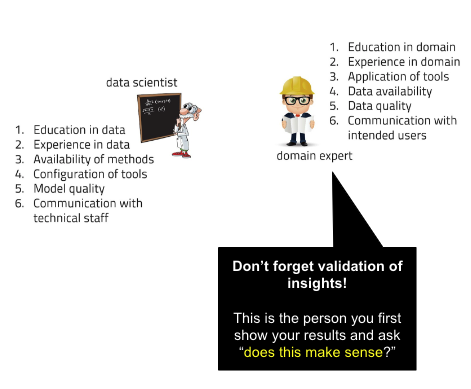 data scientist
1. Education in data
2. Experience in data
3. Availability of methods
4. Configuration of tools
5. Model quality
6. Communication with
technical staff
1. Education in domain
2. Experience in domain
3. Application of tools
4. Data availability
5. Data quality
6. Communication with
intended users
domain expert
Don’t forget validation of
insights!
This is the person you first
show your results and ask
“does this make sense?”